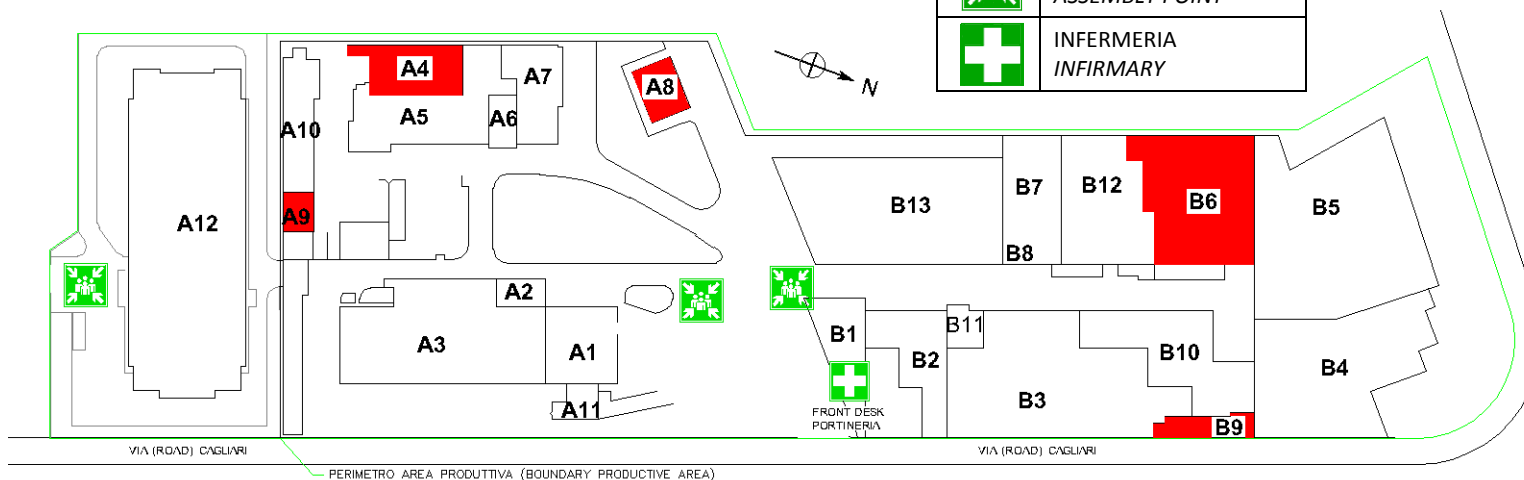 ASSEMBLY POINT
INFERMERIA
INFIRMARY
N
A4
A7
A8
A10
A5
A6
A9
A12
A2
A3
A1
A11
B13
B7
B12
B6
B5
B8
B1
B11
B2
B10
B4
B3
B9
FRONT DESK
PORTINERIA
VIA (ROAD) CAGLIARI
VIA (ROAD) CAGLIARI
PERIMETRO AREA PRODUTTIVA (BOUNDARY PRODUCTIVE AREA)